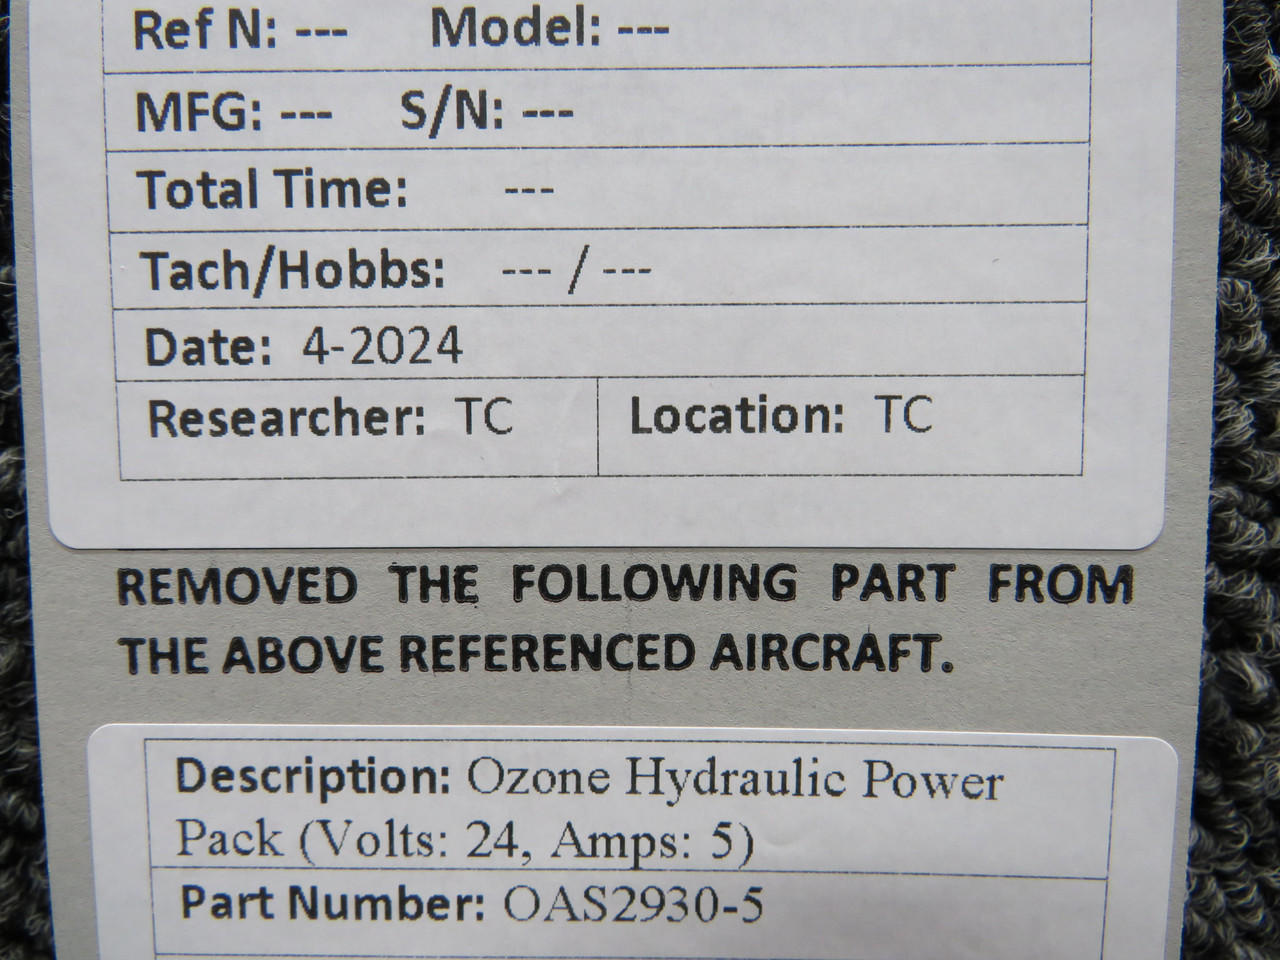 Ref N: --- Model: ---
MFG: --- S/N: ---
Total Time: ---
Tach/Hobbs: --- / ---
Date: 4-2024
Researcher: TC Location: TC
REMOVED THE FOLLOWING PART FROM
THE ABOVE REFERENCED AIRCRAFT.
Description: Ozone Hydraulic Power
Pack (Volts: 24, Amps: 5)
Part Number: OAS2930-5